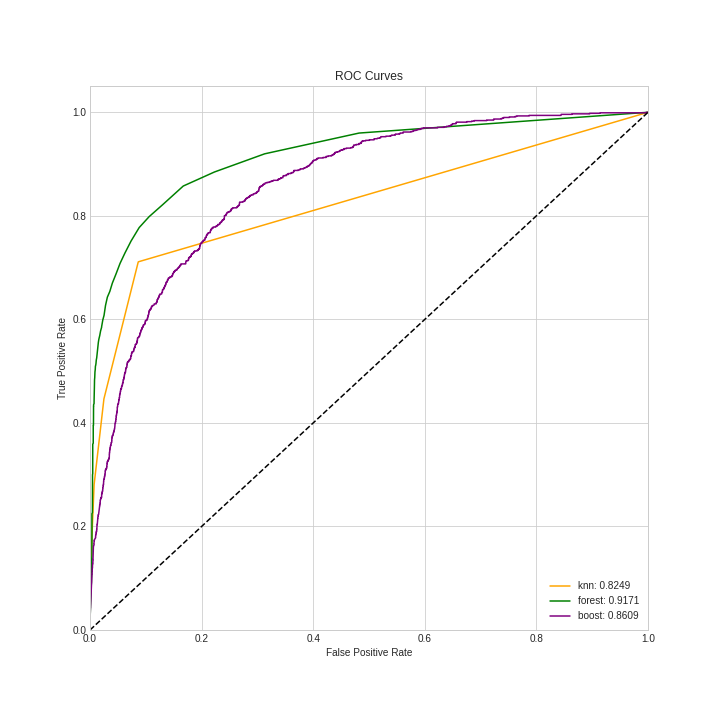 ROC Curves
1.0
0.8
0.6
0.4
0.2
0.0
True Positive Rate
0.0 0.2 0.4 0.6 0.8 1.0
False Positive Rate
knn: 0.8249
forest: 0.9171
boost: 0.8609